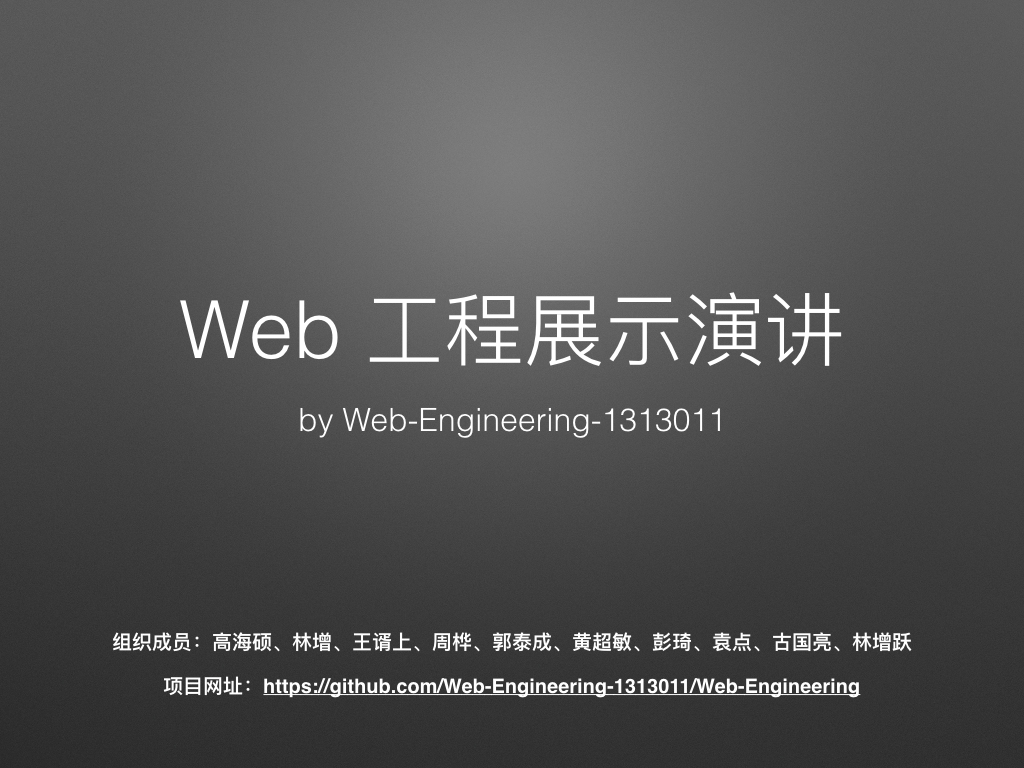 Web 工程展示演讲
by Web-Engineering-1313011
组织成员：高海硕、林增、王谞上、周桦、郭泰成、黄超敏、彭琦、袁点、古国亮、林增跃
项目网址：https://github.com/Web-Engineering-1313011/Web-Engineering